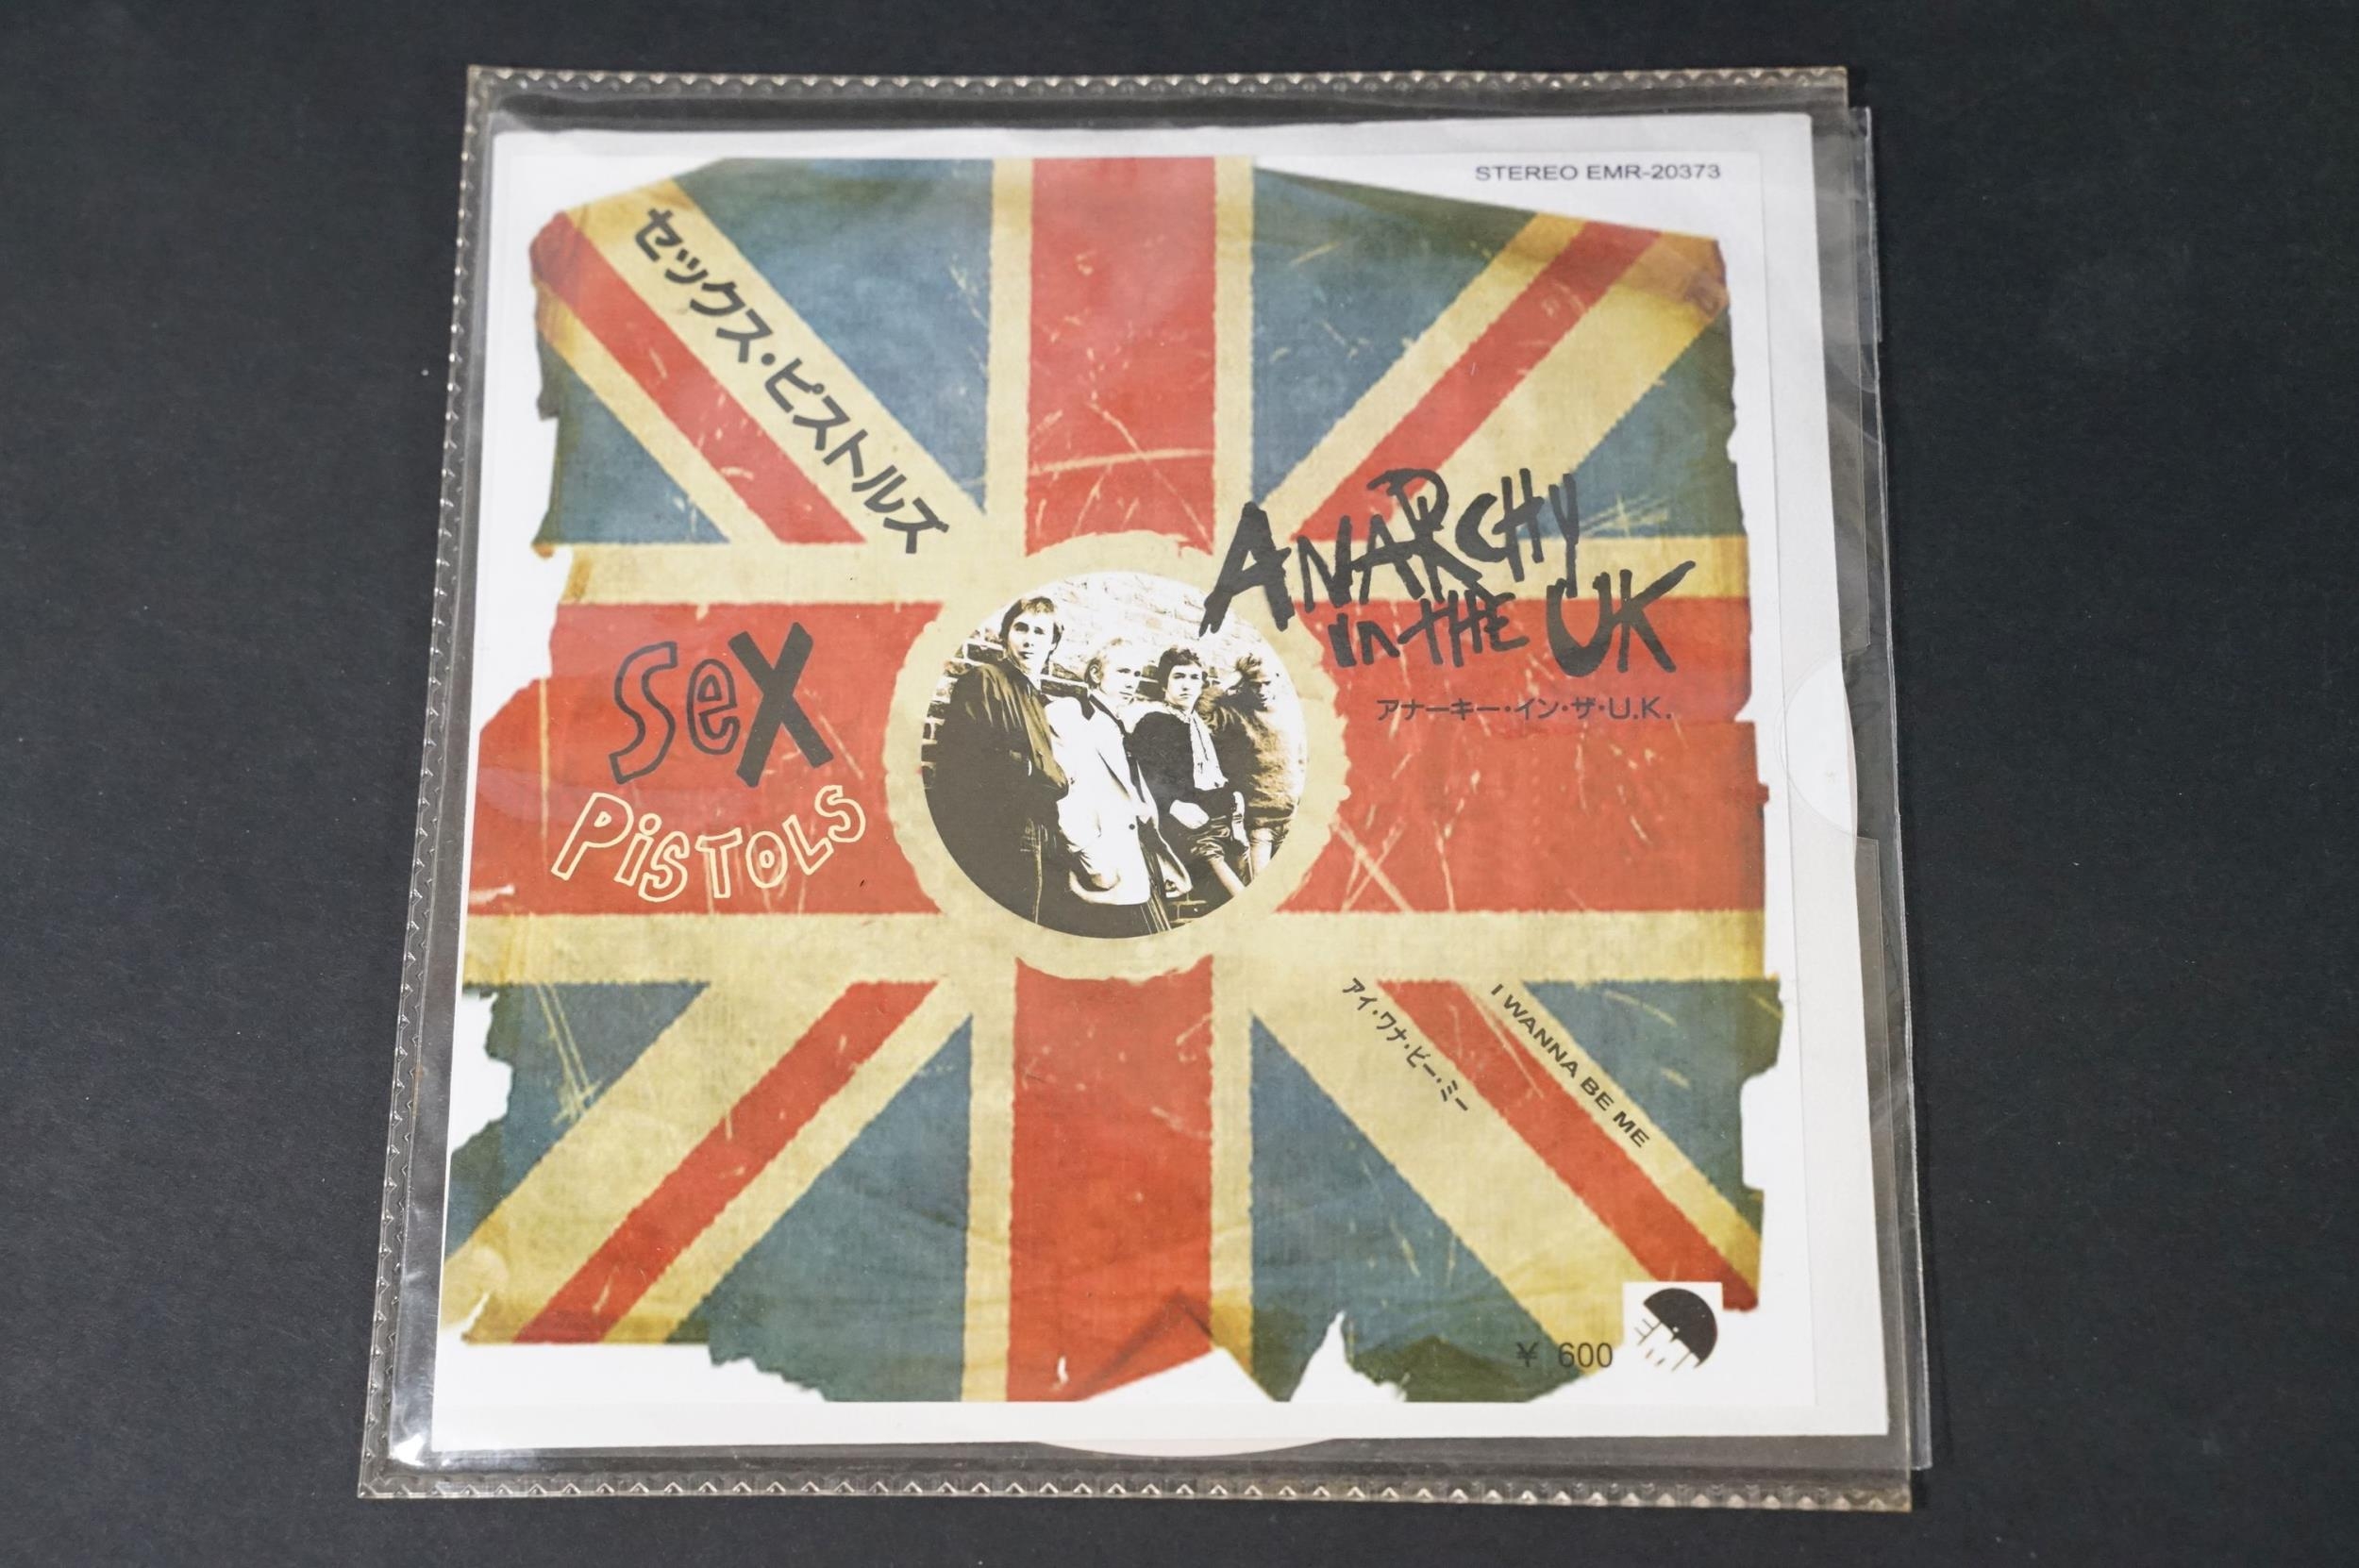 STEREO EMR-20373
セックス・ピストルズ
ANARCHY
in THE UK
アナーキー・イン・ザ・U.K.
SeX
PiSTOLS
アイ・ワナ・ビー・ミー
I WANNA BE ME
¥ 600